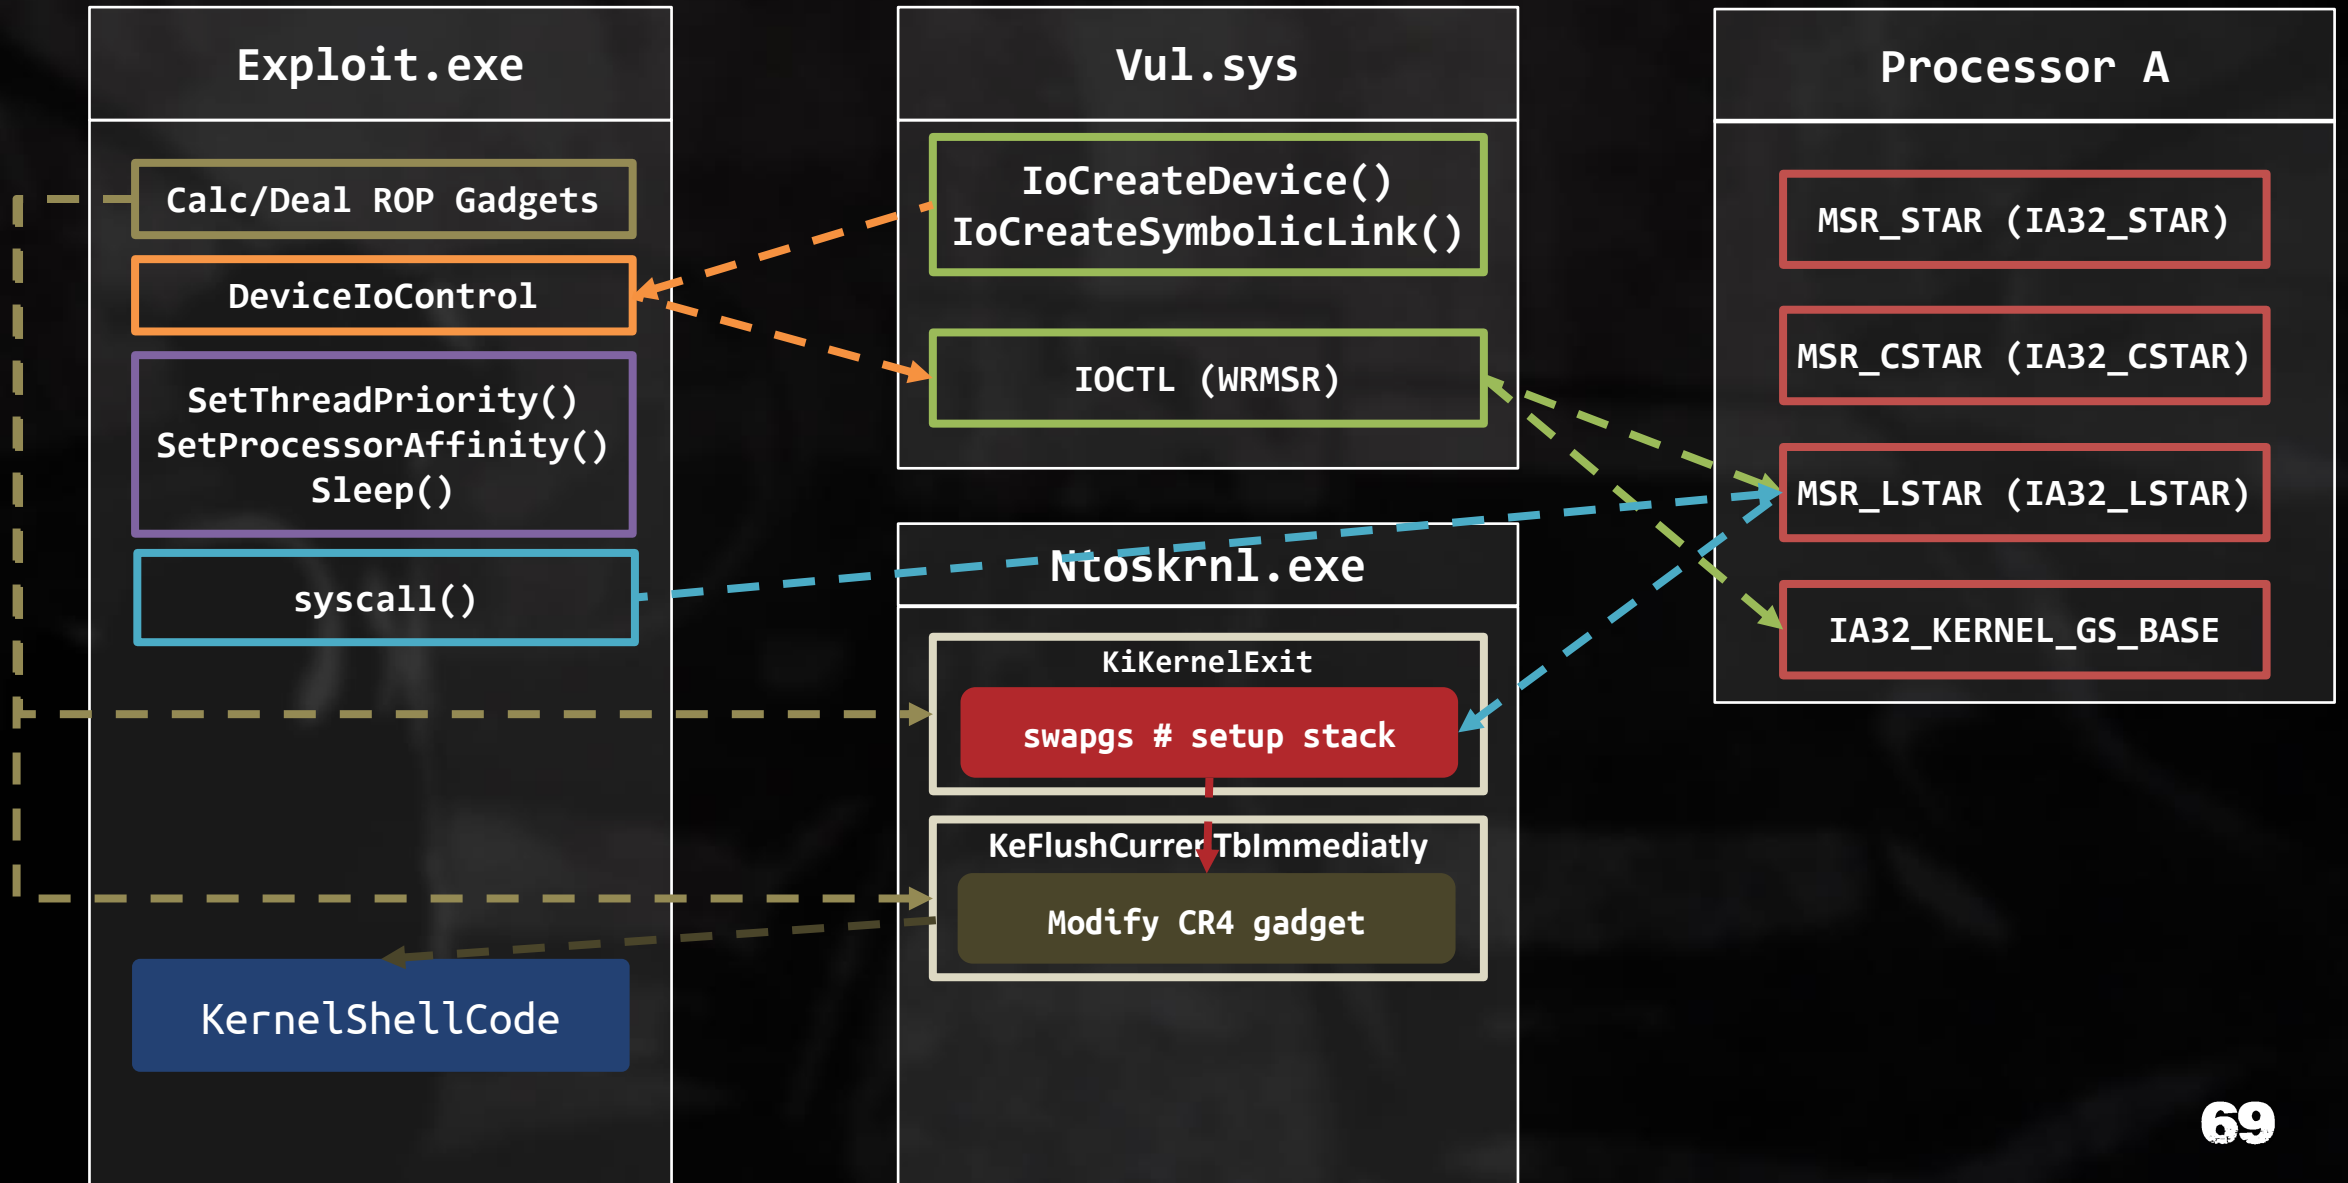 Exploit.exe
Calc/Deal ROP Gadgets
DeviceIoControl
SetThreadPriority()
SetProcessorAffinity()
Sleep()
syscall()
KernelShellCode
Vul.sys
IoCreateDevice()
IoCreateSymbolicLink()
IOCTL (WRMSR)
Ntoskrnl.exe
KiKernelExit
swapgs # setup stack
KeFlushCurrentTbImmediatly
Modify CR4 gadget
Processor A
MSR_STAR (IA32_STAR)
MSR_CSTAR (IA32_CSTAR)
MSR_LSTAR (IA32_LSTAR)
IA32_KERNEL_GS_BASE
69